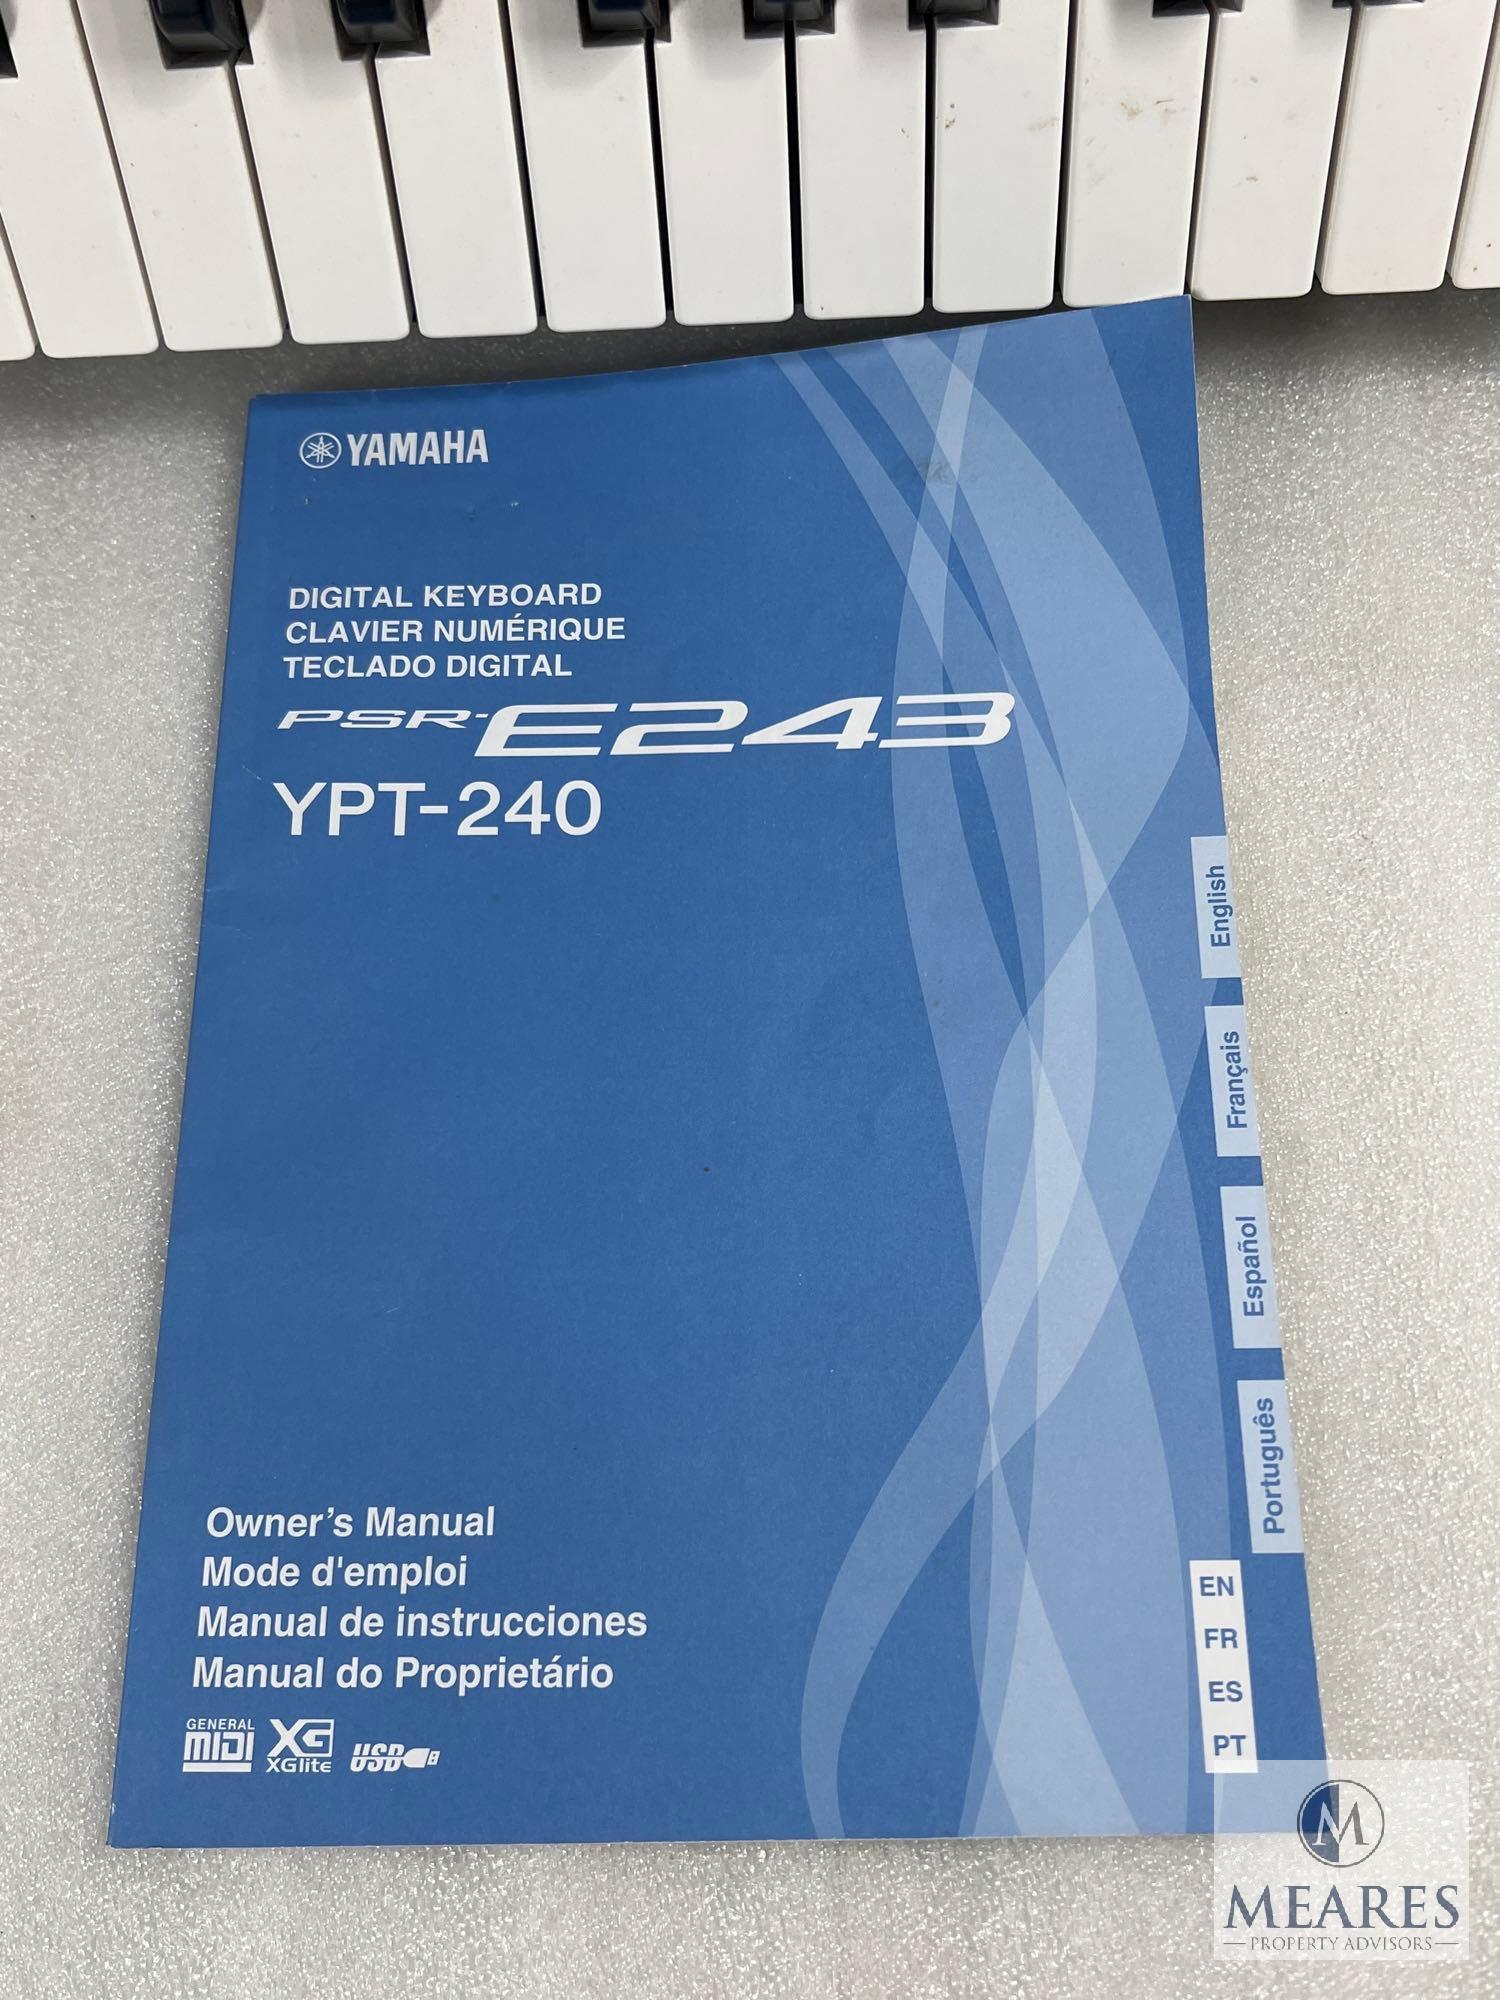 YAMAHA
DIGITAL KEYBOARD
CLAVIER NUMÉRIQUE
TECLADO DIGITAL
PSR-E243
YPT-240
English
Français
Español
Português
Owner's Manual
Mode d'emploi
Manual de instrucciones
Manual do Proprietário
EN
FR
ES
PT
GENERAL
MIDI
XG
XGlite
USB
M
MEARES
PROPERTY ADVISORS